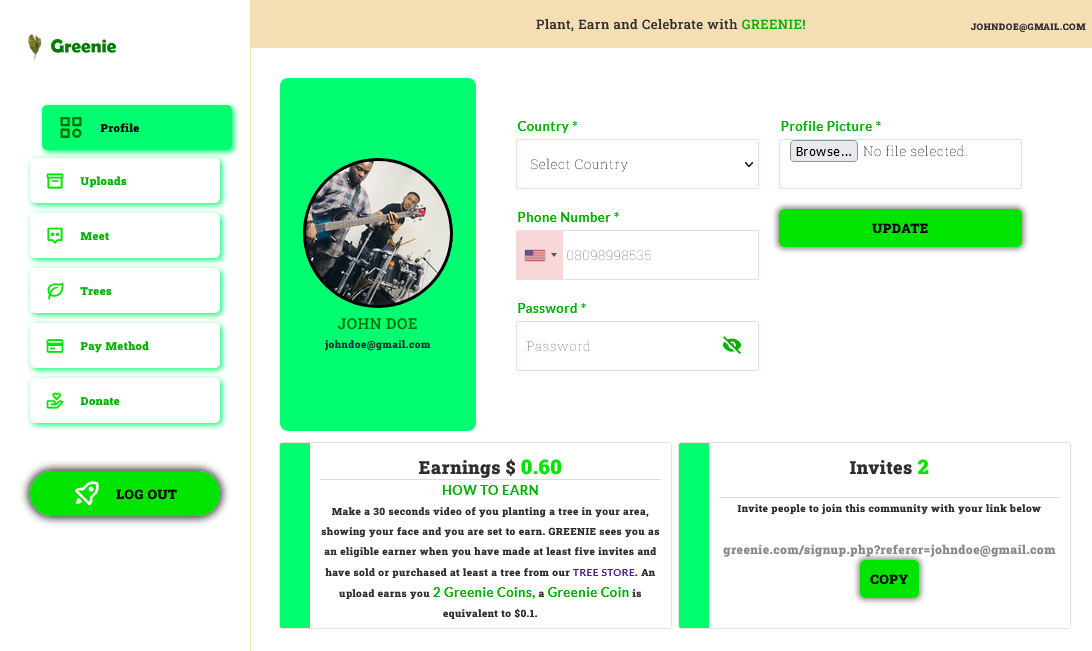 Greenie
Plant, Earn and Celebrate with GREENIE!
JOHNDOE@GMAIL.COM
Profile
Uploads
Meet
Trees
Pay Method
Donate
LOG OUT
JOHN DOE
johndoe@gmail.com
Country *
Select Country
Phone Number *
08098998535
Password *
Password
Profile Picture *
Browse... No file selected.
UPDATE
Earnings $ 0.60
HOW TO EARN
Make a 30 seconds video of you planting a tree in your area,
showing your face and you are set to earn. GREENIE sees you as
an eligible earner when you have made at least five invites and
have sold or purchased at least a tree from our TREE STORE. An
upload earns you 2 Greenie Coins, a Greenie Coin is
equivalent to $0.1.
Invites 2
Invite people to join this community with your link below
greenie.com/signup.php?referer=johndoe@gmail.com
COPY